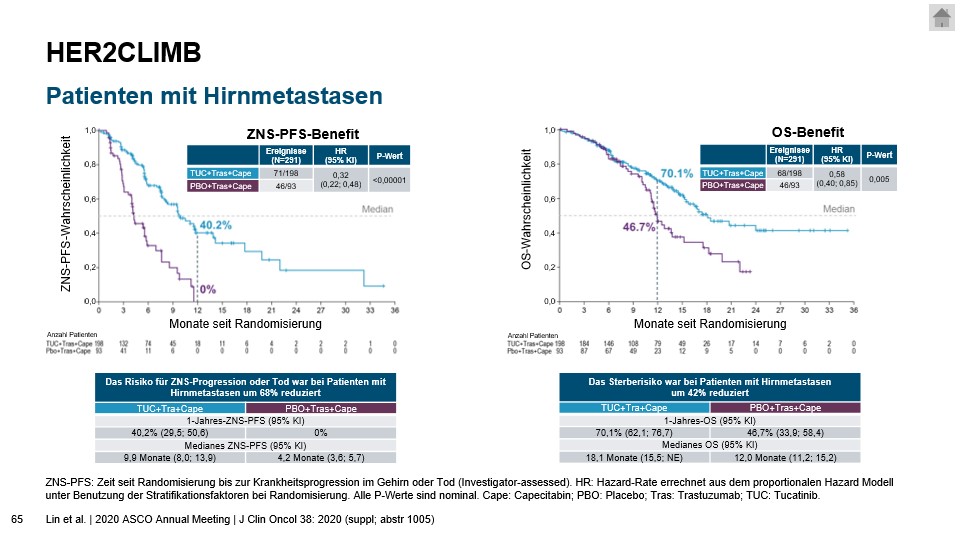 HER2CLIMB
Patienten mit Hirnmetastasen
ZNS-PFS-Benefit
Ereignisse (N=291) HR (95% KI) P-Wert
TUC+Tras+Cape 71/198 0,32 (0,22; 0,48) <0,00001
PBO+Tras+Cape 46/93
ZNS-PFS-Wahrscheinlichkeit
1,0
0,8
0,6
0,4
0,2
0,0
Median
40.2%
0%
0 3 6 9 12 15 18 21 24 27 30 33 36
Monate seit Randomisierung
Anzahl Patienten
TUC+Tras+Cape 198 132 74 45 18 11 6 4 2 2 2 1 0
Pbo+Tras+Cape 93 41 11 6 0 0 0 0 0 0 0 0 0
OS-Benefit
Ereignisse (N=291) HR (95% KI) P-Wert
TUC+Tras+Cape 68/198 0,58 (0,40; 0,85) 0,005
PBO+Tras+Cape 46/93
OS-Wahrscheinlichkeit
1,0
0,8
0,6
0,4
0,2
0,0
Median
70.1%
46.7%
0 3 6 9 12 15 18 21 24 27 30 33 36
Monate seit Randomisierung
Anzahl Patienten
TUC+Tras+Cape 198 184 146 108 79 49 26 17 14 7 6 2 0
Pbo+Tras+Cape 93 87 67 49 23 12 9 5 0 0 0 0 0
Das Risiko für ZNS-Progression oder Tod war bei Patienten mit
Hirnmetastasen um 68% reduziert
TUC+Tra+Cape PBO+Tras+Cape
1-Jahres-ZNS-PFS (95% KI)
40,2% (29,5; 50,6) 0%
Medianes ZNS-PFS (95% KI)
9,9 Monate (8,0; 13,9) 4,2 Monate (3,6; 5,7)
Das Sterberisiko war bei Patienten mit Hirnmetastasen
um 42% reduziert
TUC+Tra+Cape PBO+Tras+Cape
1-Jahres-OS (95% KI)
70,1% (62,1; 76,7) 46,7% (33,9; 58,4)
Medianes OS (95% KI)
18,1 Monate (15,5; NE) 12,0 Monate (11,2; 15,2)
ZNS-PFS: Zeit seit Randomisierung bis zur Krankheitsprogression im Gehirn oder Tod (Investigator-assessed). HR: Hazard-Rate errechnet aus dem proportionalen Hazard Modell
unter Benutzung der Stratifikationsfaktoren bei Randomisierung. Alle P-Werte sind nominal. Cape: Capecitabin; PBO: Placebo; Tras: Trastuzumab; TUC: Tucatinib.
65 Lin et al. | 2020 ASCO Annual Meeting | J Clin Oncol 38: 2020 (suppl; abstr 1005)